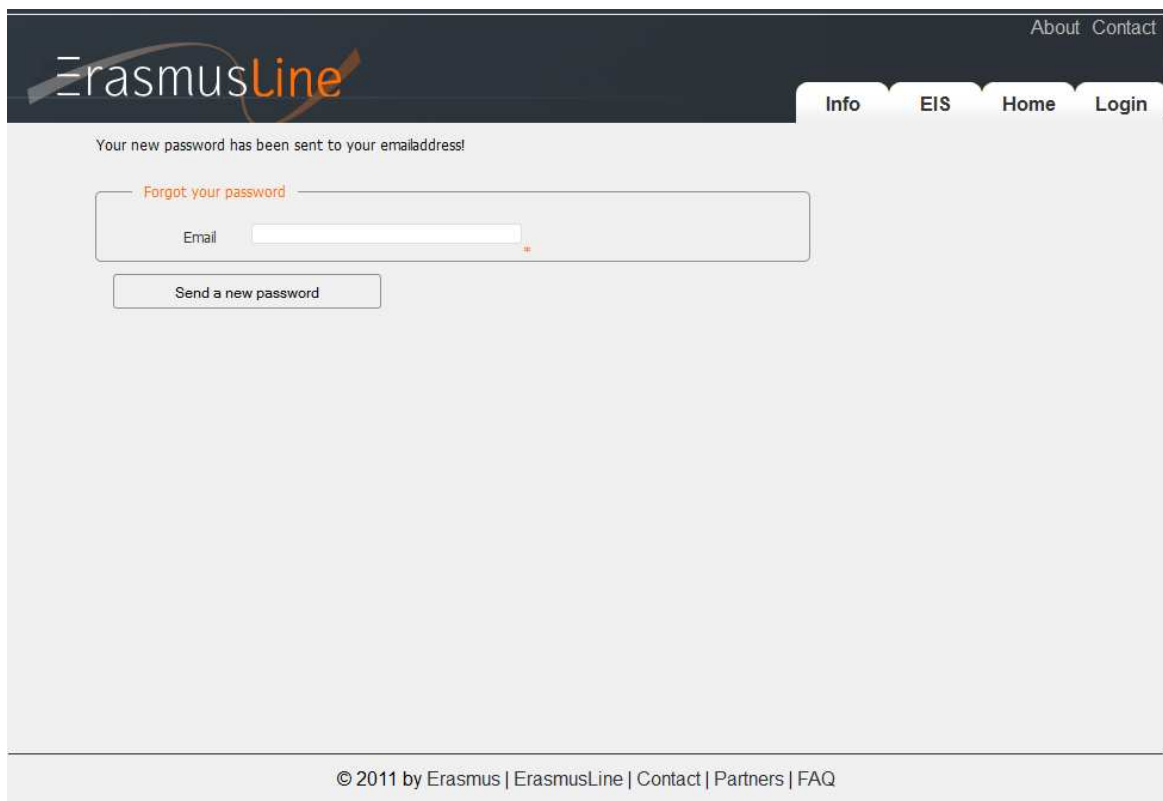 About Contact
ErasmusLine
Info EIS Home Login
Your new password has been sent to your emailaddress!
Forgot your password
Email
*
Send a new password
© 2011 by Erasmus | ErasmusLine | Contact | Partners | FAQ